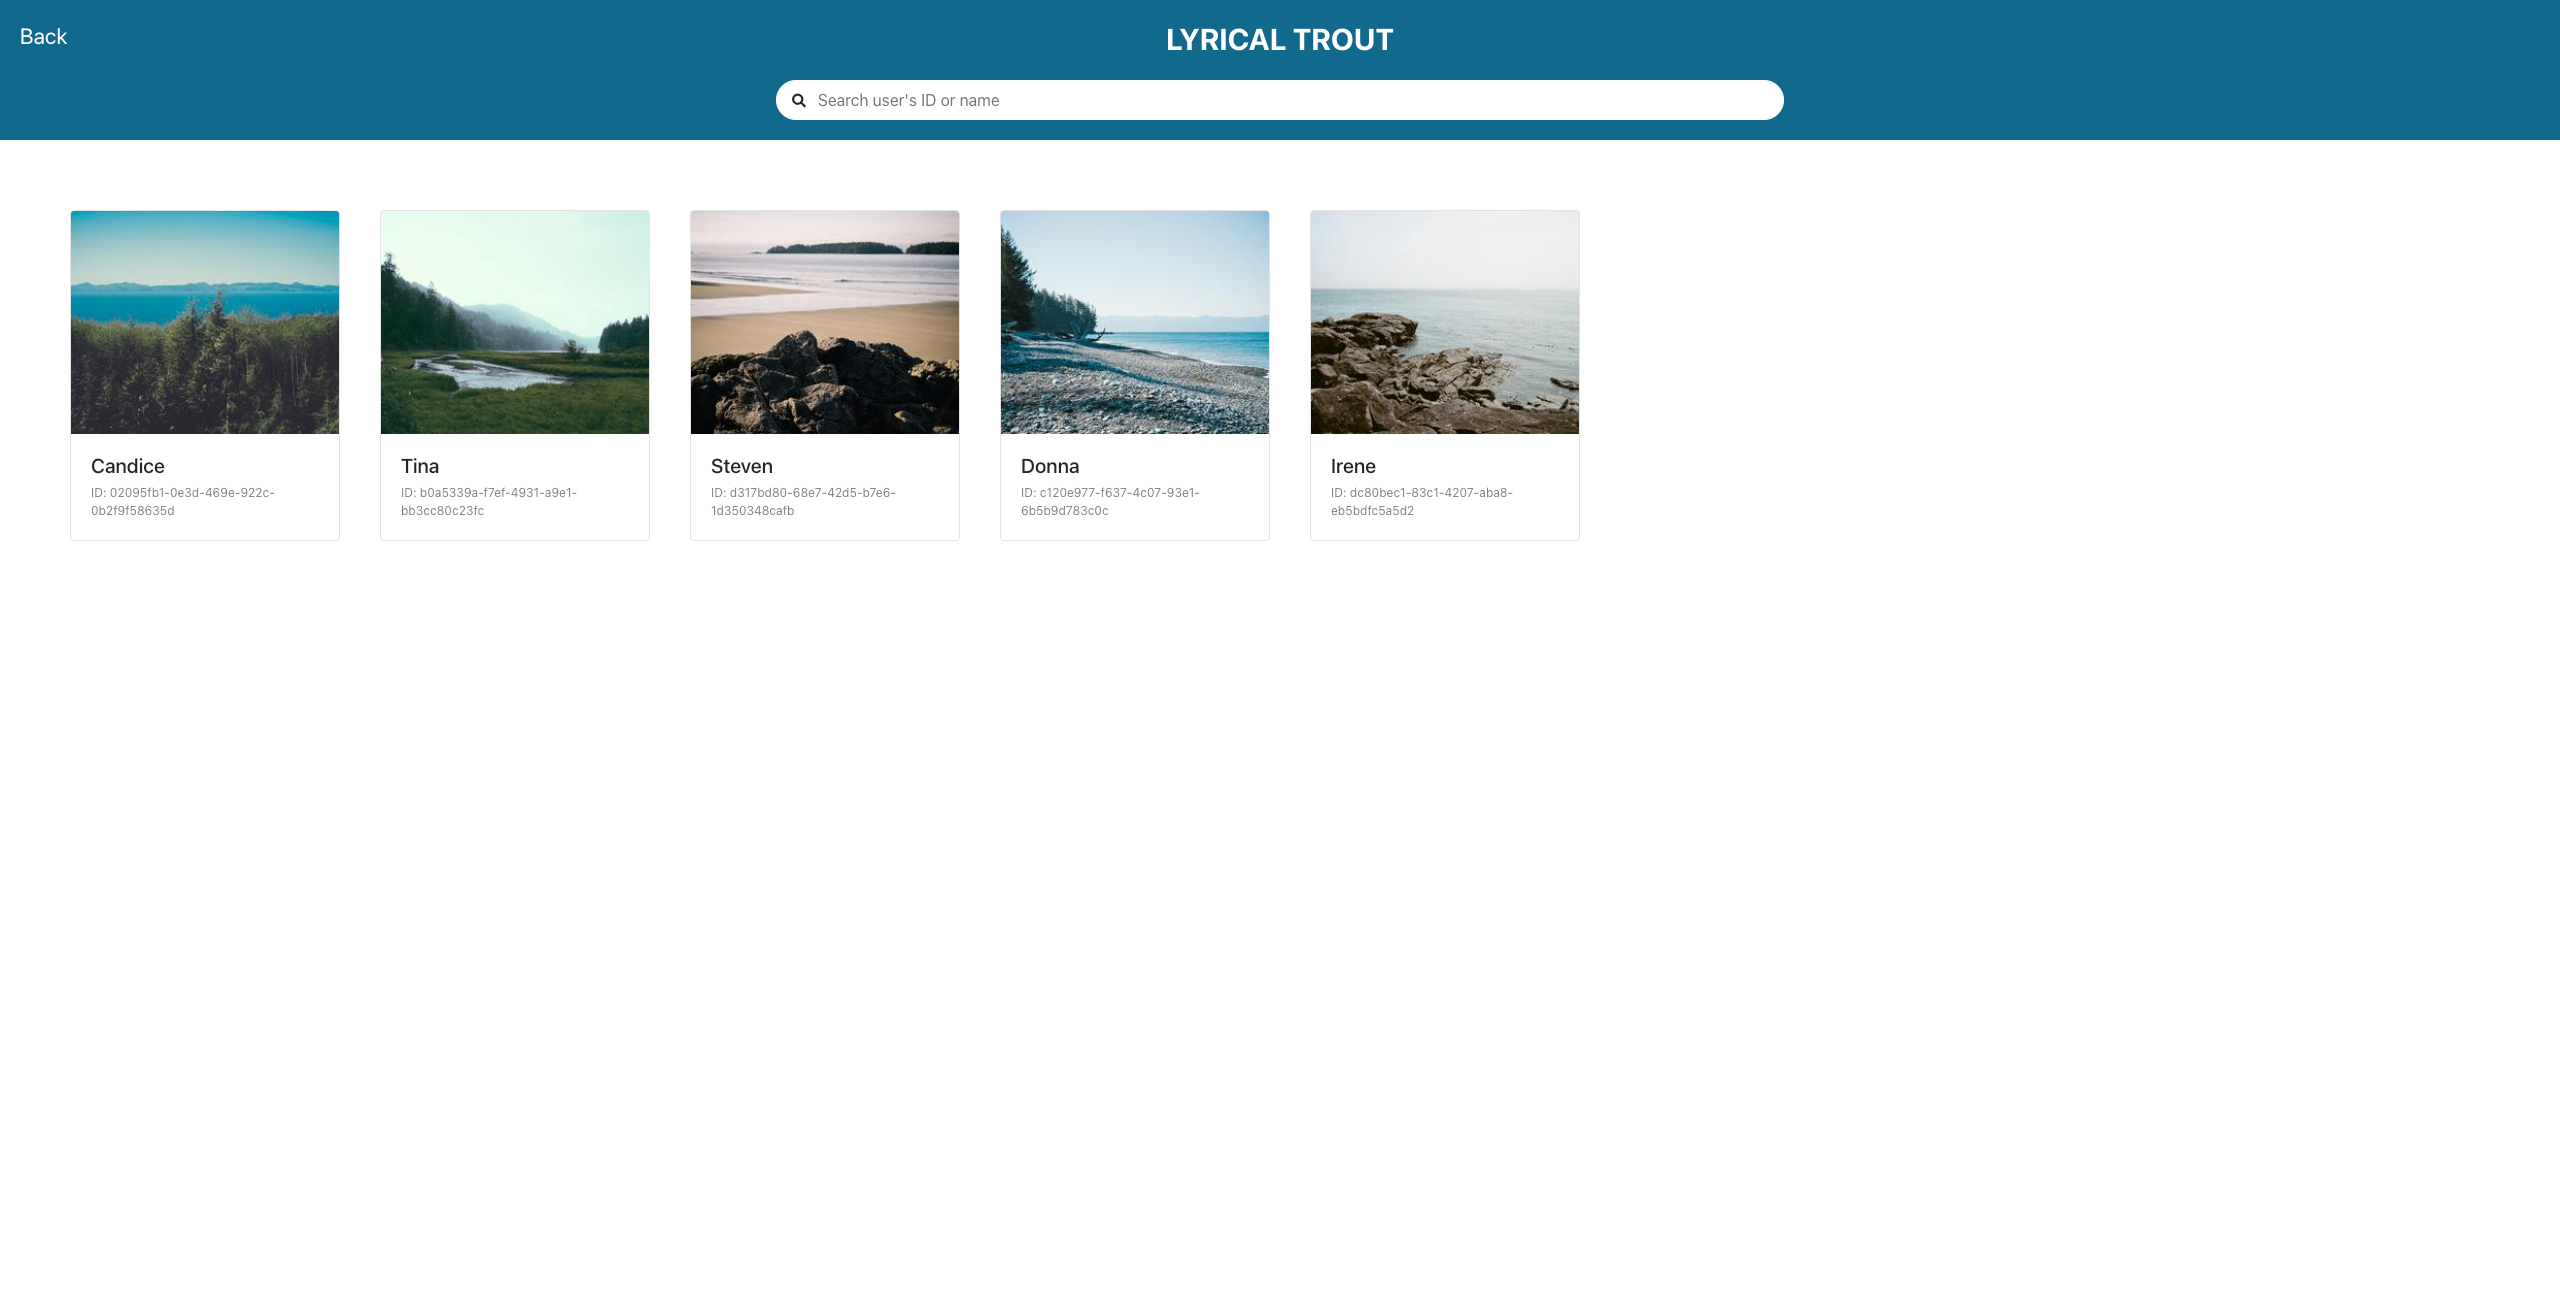 Back
LYRICAL TROUT
Search user's ID or name
Candice
ID: 02095fb1-0e3d-469e-922c-
0b2f9f58635d
Tina
ID: b0a5339a-f7ef-4931-a9e1-
bb3cc80c23fc
Steven
ID: d317bd80-68e7-42d5-b7e6-
1d350348cafb
Donna
ID: c120e977-f637-4c07-93e1-
6b5b9d783c0c
Irene
ID: dc80bec1-83c1-4207-aba8-
eb5bdfc5a5d2